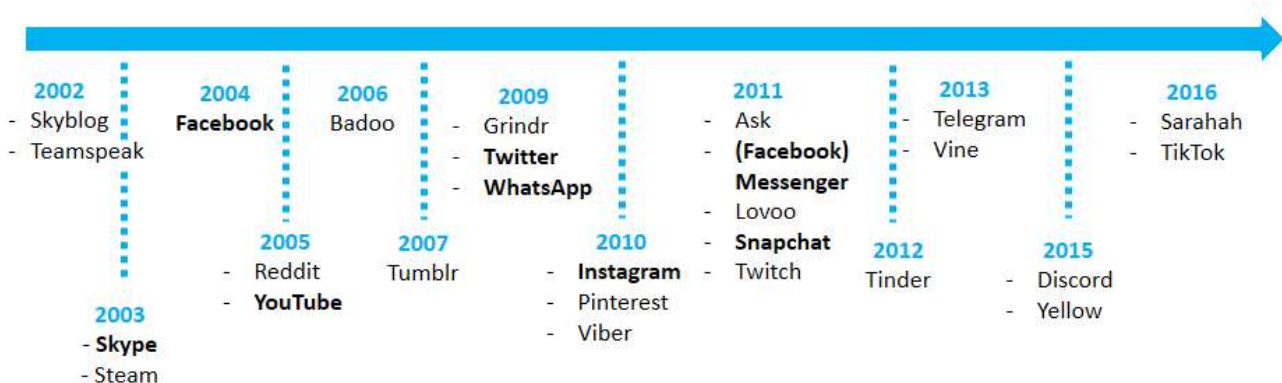 2002
- Skyblog
- Teamspeak
2003
- Skype
- Steam
2004
Facebook
2005
- Reddit
- YouTube
2006
Badoo
2007
Tumblr
2009
- Grindr
- Twitter
- WhatsApp
2010
- Instagram
- Pinterest
- Viber
2011
- Ask
- (Facebook)
Messenger
- Lovoo
- Snapchat
- Twitch
2012
Tinder
2013
- Telegram
- Vine
2015
- Discord
- Yellow
2016
- Sarahah
- TikTok